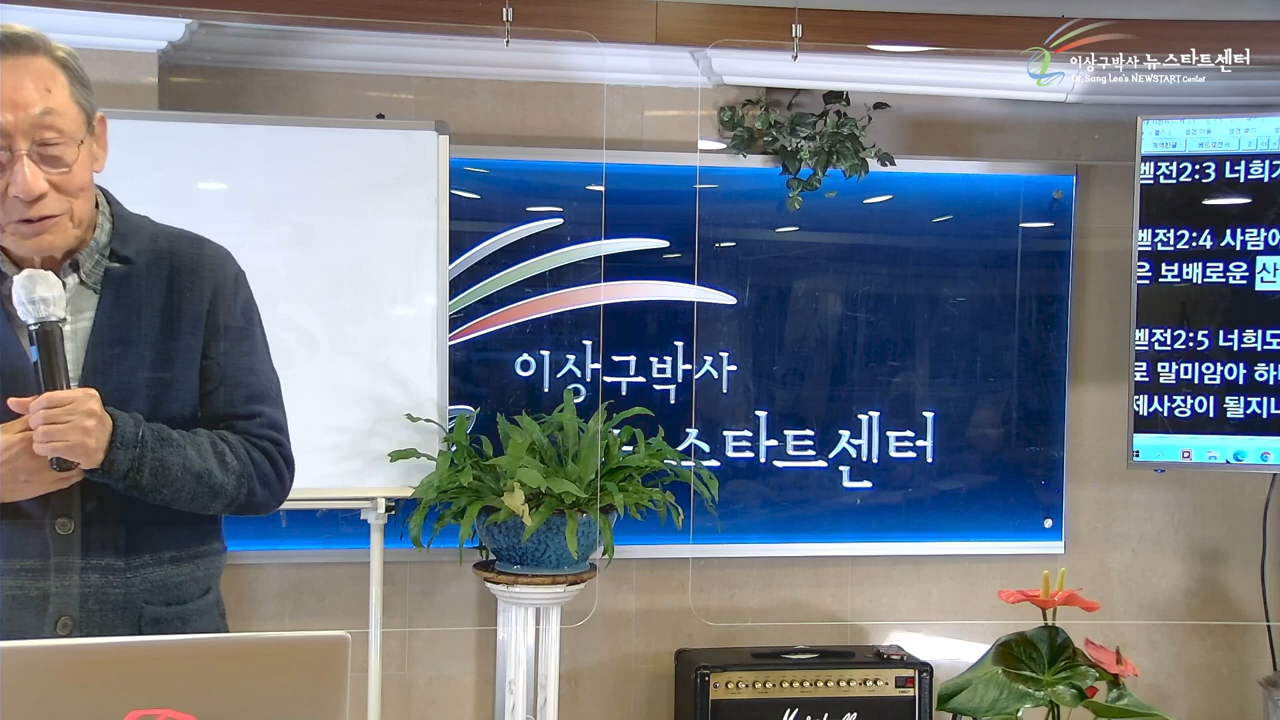 이상구박사 뉴스타트센터
Dr. Sang Lee's NEWSTART Center
이상구박사
스타트센터
벧전2:3 너희가
벧전2:4 사람에
은 보배로운 산
벧전2:5 너희도
로 말미암아 하나
제사장이 될지니
Marshall